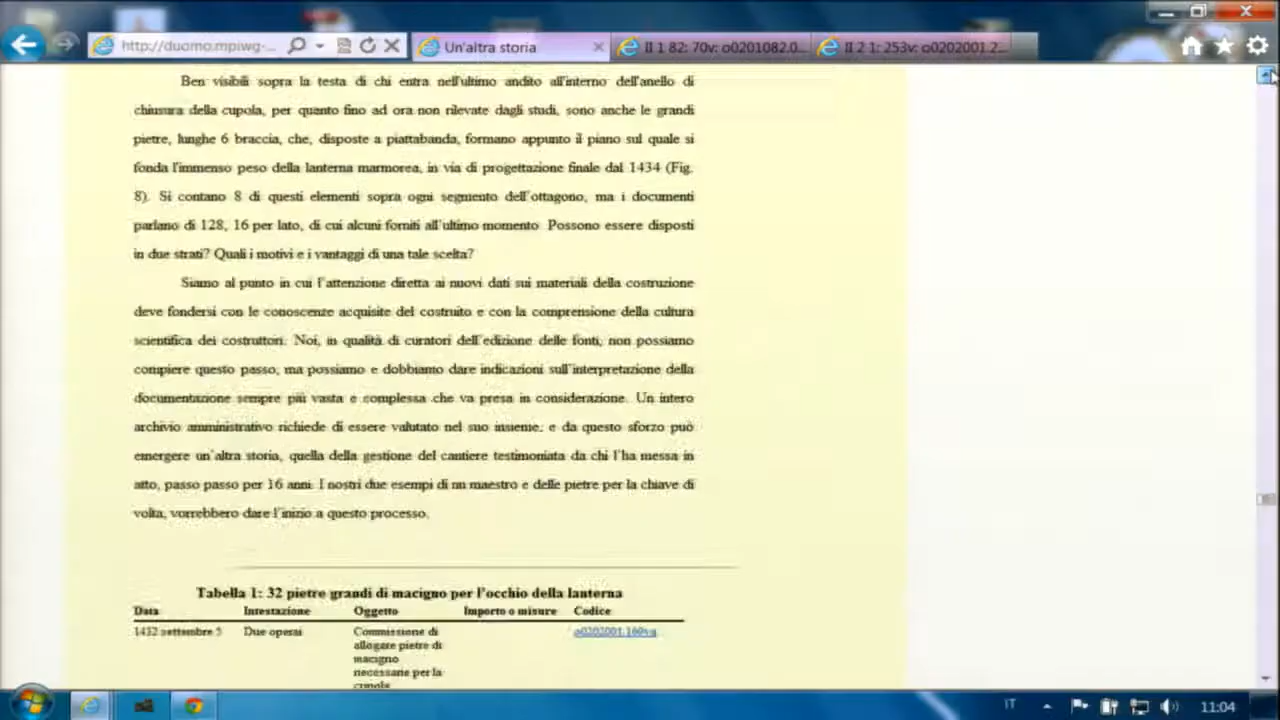 http://duomo.mpiwg-...
Un'altra storia
II 1 82: 70v: o0201082.0...
II 2 1: 253v: o0202001.2...
Ben visibili sopra la testa di chi entra nell'ultimo andito all'interno dell'anello di
chiusura della cupola, per quanto fino ad ora non rilevate dagli studi, sono anche le grandi
pietre, lunghe 6 braccia, che, disposte a piattabanda, formano appunto il piano sul quale si
fonda l'immenso peso della lanterna marmorea, in via di progettazione finale dal 1434 (Fig.
8). Si contano 8 di questi elementi sopra ogni segmento dell'ottagono, ma i documenti
parlano di 128, 16 per lato, di cui alcuni forniti all'ultimo momento. Possono essere disposti
in due strati? Quali i motivi e i vantaggi di una tale scelta?
Siamo al punto in cui l'attenzione diretta ai nuovi dati sui materiali della costruzione
deve fondersi con le conoscenze acquisite del costruito e con la comprensione della cultura
scientifica dei costruttori. Noi, in qualità di curatori dell'edizione delle fonti, non possiamo
compiere questo passo, ma possiamo e dobbiamo dare indicazioni sull'interpretazione della
documentazione sempre più vasta e complessa che va presa in considerazione. Un intero
archivio amministrativo richiede di essere valutato nel suo insieme, e da questo sforzo può
emergere un'altra storia, quella della gestione del cantiere testimoniata da chi l'ha messa in
atto, passo passo per 16 anni. I nostri due esempi di un maestro e delle pietre per la chiave di
volta, vorrebbero dare l'inizio a questo processo.
Tabella 1: 32 pietre grandi di macigno per l'occhio della lanterna
Data Intestazione Oggetto Importo o misure Codice
1432 settembre 5 Due operai Commissione di o0202001.160va
allogare pietre di
macigno
necessarie per la
cupola
IT 11:04